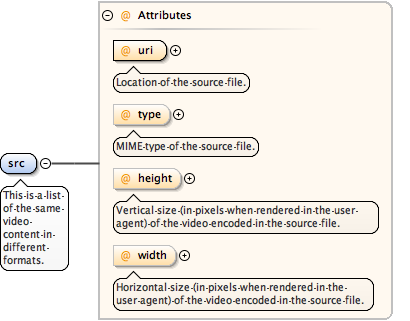 Attributes
@ uri
Location-of-the-source-file.
@ type
MIME-type-of-the-source-file.
src
This-is-a-list-
of-the-same-
video-
content-in-
different-
formats.
@ height
Vertical-size-(in-pixels-when-rendered-in-the-user-
agent)-of-the-video-encoded-in-the-source-file.
@ width
Horizontal-size-(in-pixels-when-rendered-in-the-
user-agent)-of-the-video-encoded-in-the-source-file.